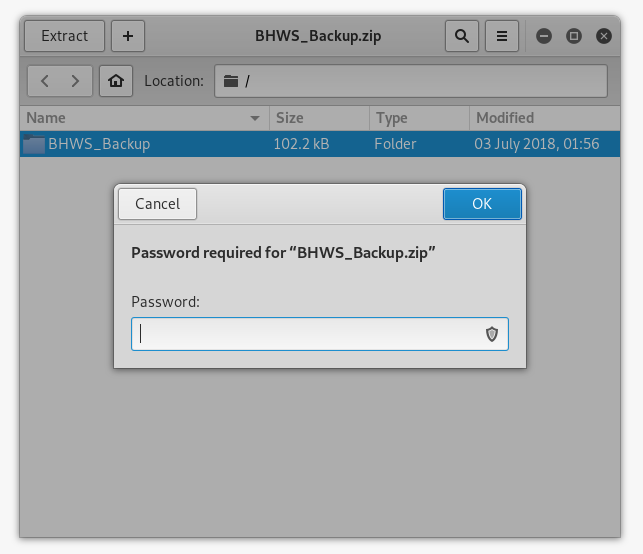 Extract + BHWS_Backup.zip
Location: /
Name Size Type Modified
BHWS_Backup 102.2 kB Folder 03 July 2018, 01:56
Cancel OK
Password required for “BHWS_Backup.zip”
Password: